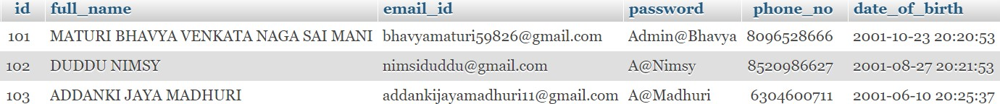 id full_name email_id password phone_no date_of_birth
101 MATURI BHAVYA VENKATA NAGA SAI MANI bhavyamaturi59826@gmail.com Admin@Bhavya 8096528666 2001-10-23 20:20:53
102 DUDDU NIMSY nimsiduddu@gmail.com A@Nimsy 8520986627 2001-08-27 20:21:53
103 ADDANKI JAYA MADHURI addankijayamadhuri11@gmail.com A@Madhuri 6304600711 2001-06-10 20:25:37